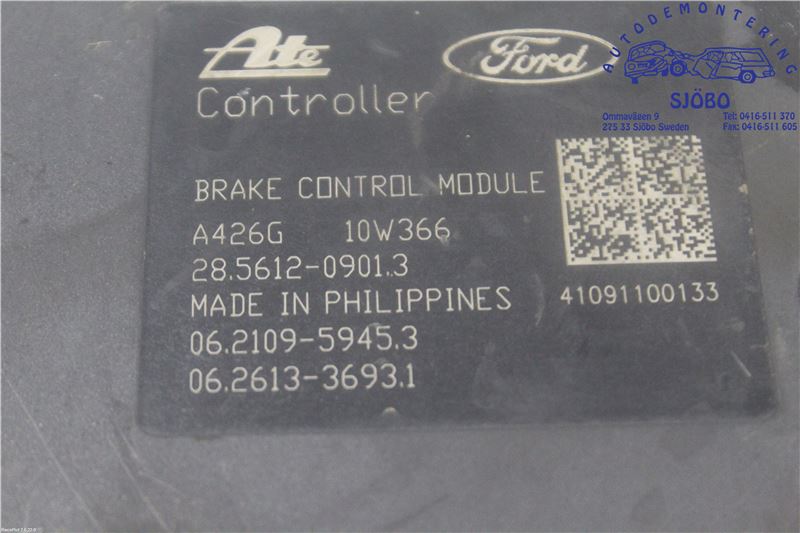 Ate Ford
Controller
BRAKE CONTROL MODULE
A426G 10W366
28.5612-0901.3
MADE IN PHILIPPINES
06.2109-5945.3
06.2613-3693.1
41091100133
AUTODEMONTERING
SJÖBO
Ommavägen 9 Tel: 0416-511 370
275 33 Sjöbo Sweden Fax: 0416-511 605